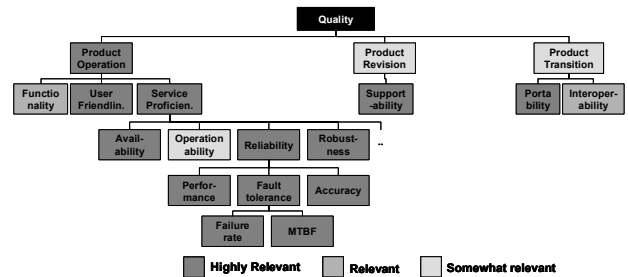 Quality
Product
Operation
Product
Revision
Product
Transition
Functio
nality
User
Friendlin.
Service
Proficien.
Support
-ability
Porta
bility
Interoper-
ability
Avail-
ability
Operation
ability
Reliability
Robust-
ness
..
Perfor-
mance
Fault
tolerance
Accuracy
Failure
rate
MTBF
Highly Relevant
Relevant
Somewhat relevant